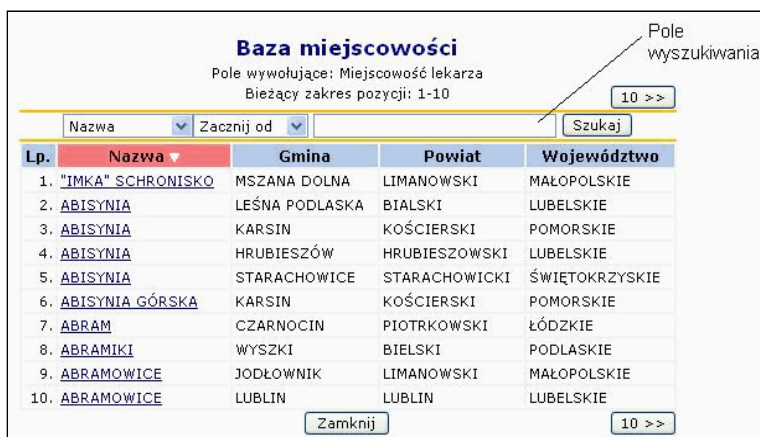 Baza miejscowości
Pole wywołujące: Miejscowość lekarza
Bieżący zakres pozycji: 1-10
Pole
wyszukiwania
10 >>
Nazwa Zacznij od Szukaj
Lp. Nazwa Gmina Powiat Województwo
1. "IMKA" SCHRONISKO MSZANA DOLNA LIMANOWSKI MAŁOPOLSKIE
2. ABISYNIA LEŚNA PODLASKA BIALSKI LUBELSKIE
3. ABISYNIA KARSIN KOŚCIERSKI POMORSKIE
4. ABISYNIA HRUBIESZÓW HRUBIESZOWSKI LUBELSKIE
5. ABISYNIA STARACHOWICE STARACHOWICKI ŚWIĘTOKRZYSKIE
6. ABISYNIA GÓRSKA KARSIN KOŚCIERSKI POMORSKIE
7. ABRAM CZARNOCIN PIOTRKOWSKI ŁÓDZKIE
8. ABRAMIKI WYSZKI BIELSKI PODLASKIE
9. ABRAMOWICE JODŁOWNIK LIMANOWSKI MAŁOPOLSKIE
10. ABRAMOWICE LUBLIN LUBLIN LUBELSKIE
Zamknij 10 >>